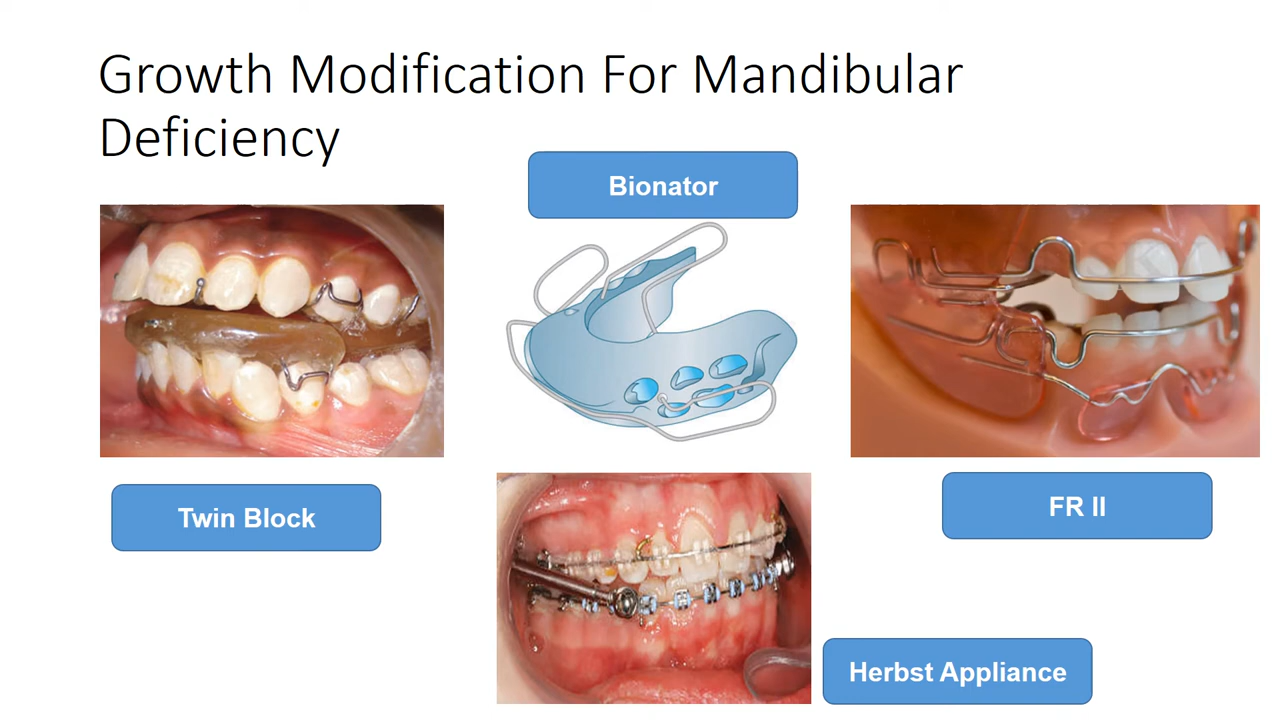 Growth Modification For Mandibular
Deficiency
Bionator
Twin Block
FR II
Herbst Appliance